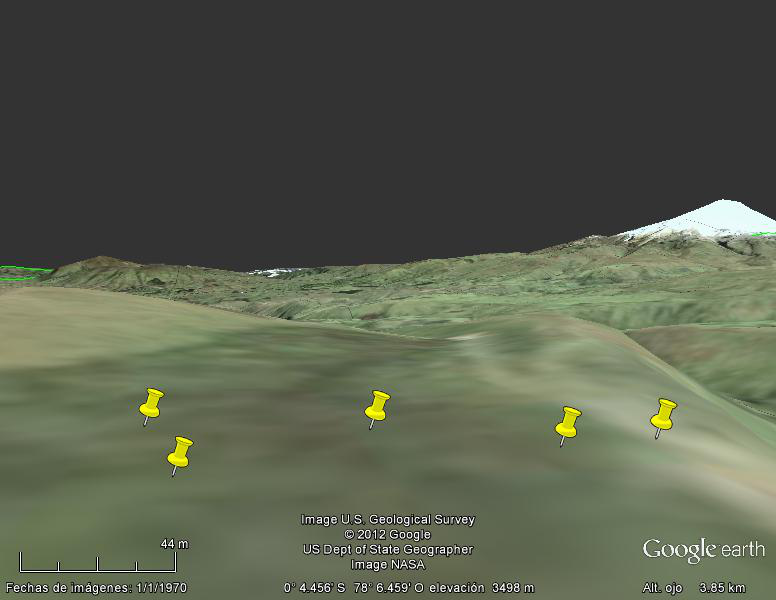 Image U.S. Geological Survey
© 2012 Google
US Dept of State Geographer
Image NASA
44 m
Google earth
Fechas de imágenes: 1/1/1970 0° 4.456' S 78° 6.459' O elevación 3498 m Alt. ojo 3.85 km